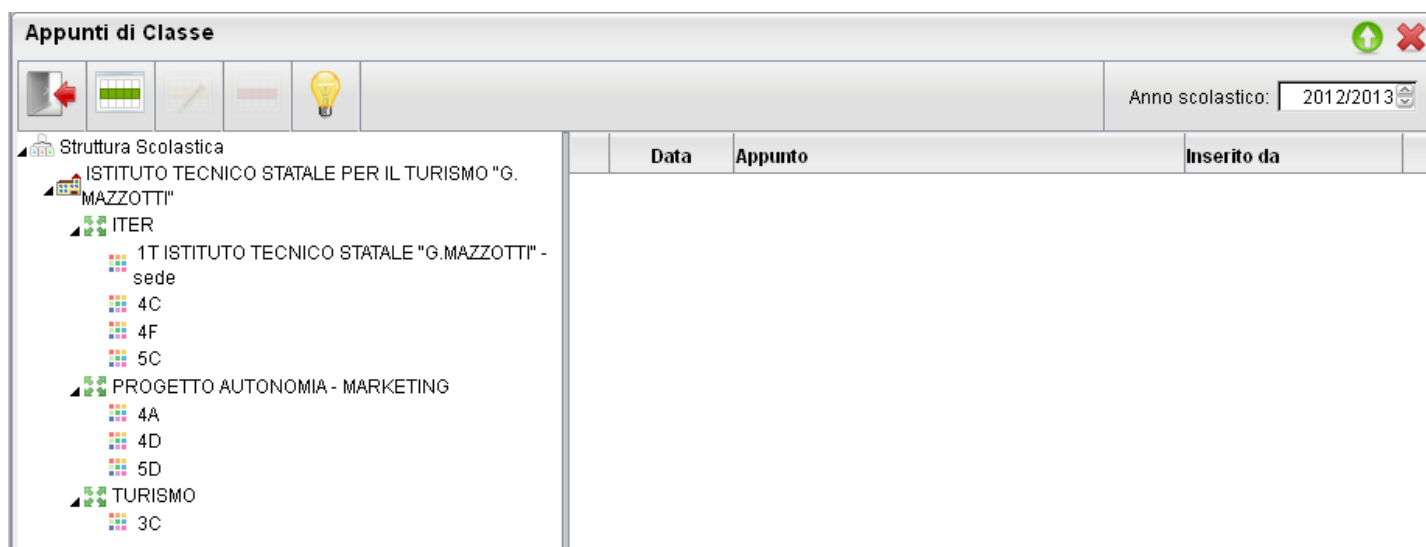 Appunti di Classe
Anno scolastico: 2012/2013
Struttura Scolastica
ISTITUTO TECNICO STATALE PER IL TURISMO "G.
MAZZOTTI"
ITER
1T ISTITUTO TECNICO STATALE "G.MAZZOTTI" -
sede
4C
4F
5C
PROGETTO AUTONOMIA - MARKETING
4A
4D
5D
TURISMO
3C
Data Appunto Inserito da